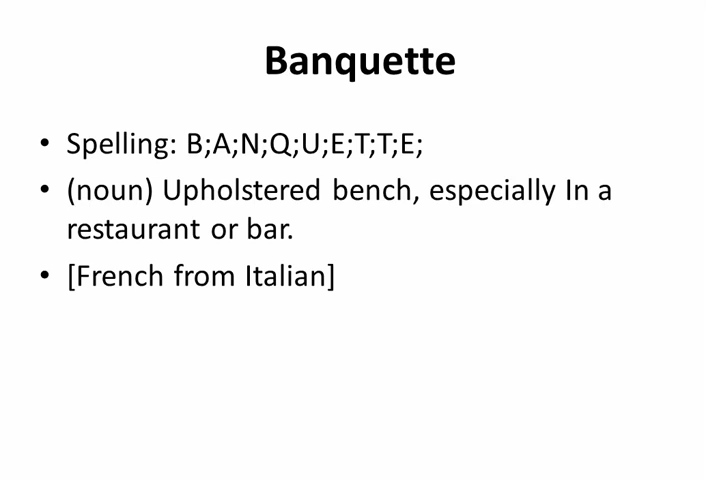 Banquette
• Spelling: B;A;N;Q;U;E;T;T;E;
• (noun) Upholstered bench, especially In a
restaurant or bar.
• [French from Italian]